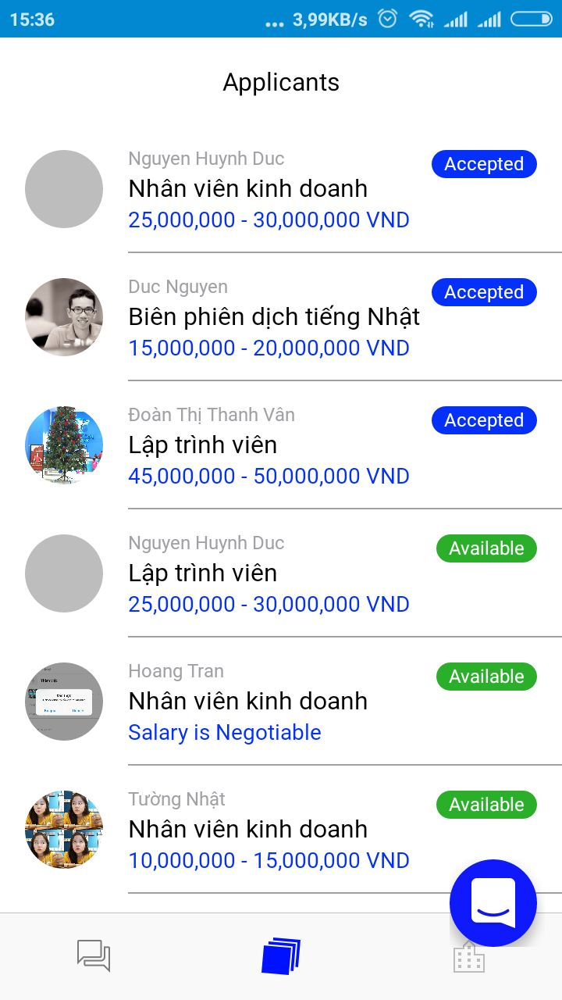 15:36
... 3,99KB/s
Applicants
Nguyen Huynh Duc
Accepted
Nhân viên kinh doanh
25,000,000 - 30,000,000 VND
Duc Nguyen
Accepted
Biên phiên dịch tiếng Nhật
15,000,000 - 20,000,000 VND
Đoàn Thị Thanh Vân
Accepted
Lập trình viên
45,000,000 - 50,000,000 VND
Nguyen Huynh Duc
Available
Lập trình viên
25,000,000 - 30,000,000 VND
Hoang Tran
Available
Nhân viên kinh doanh
Salary is Negotiable
Tường Nhật
Available
Nhân viên kinh doanh
10,000,000 - 15,000,000 VND